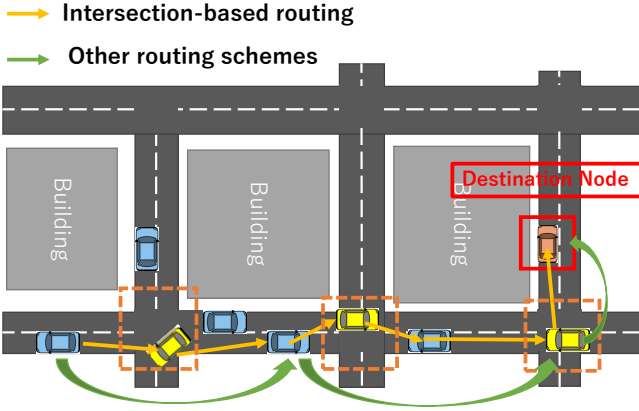 Intersection-based routing
Other routing schemes
Building
Building
Building
Destination Node